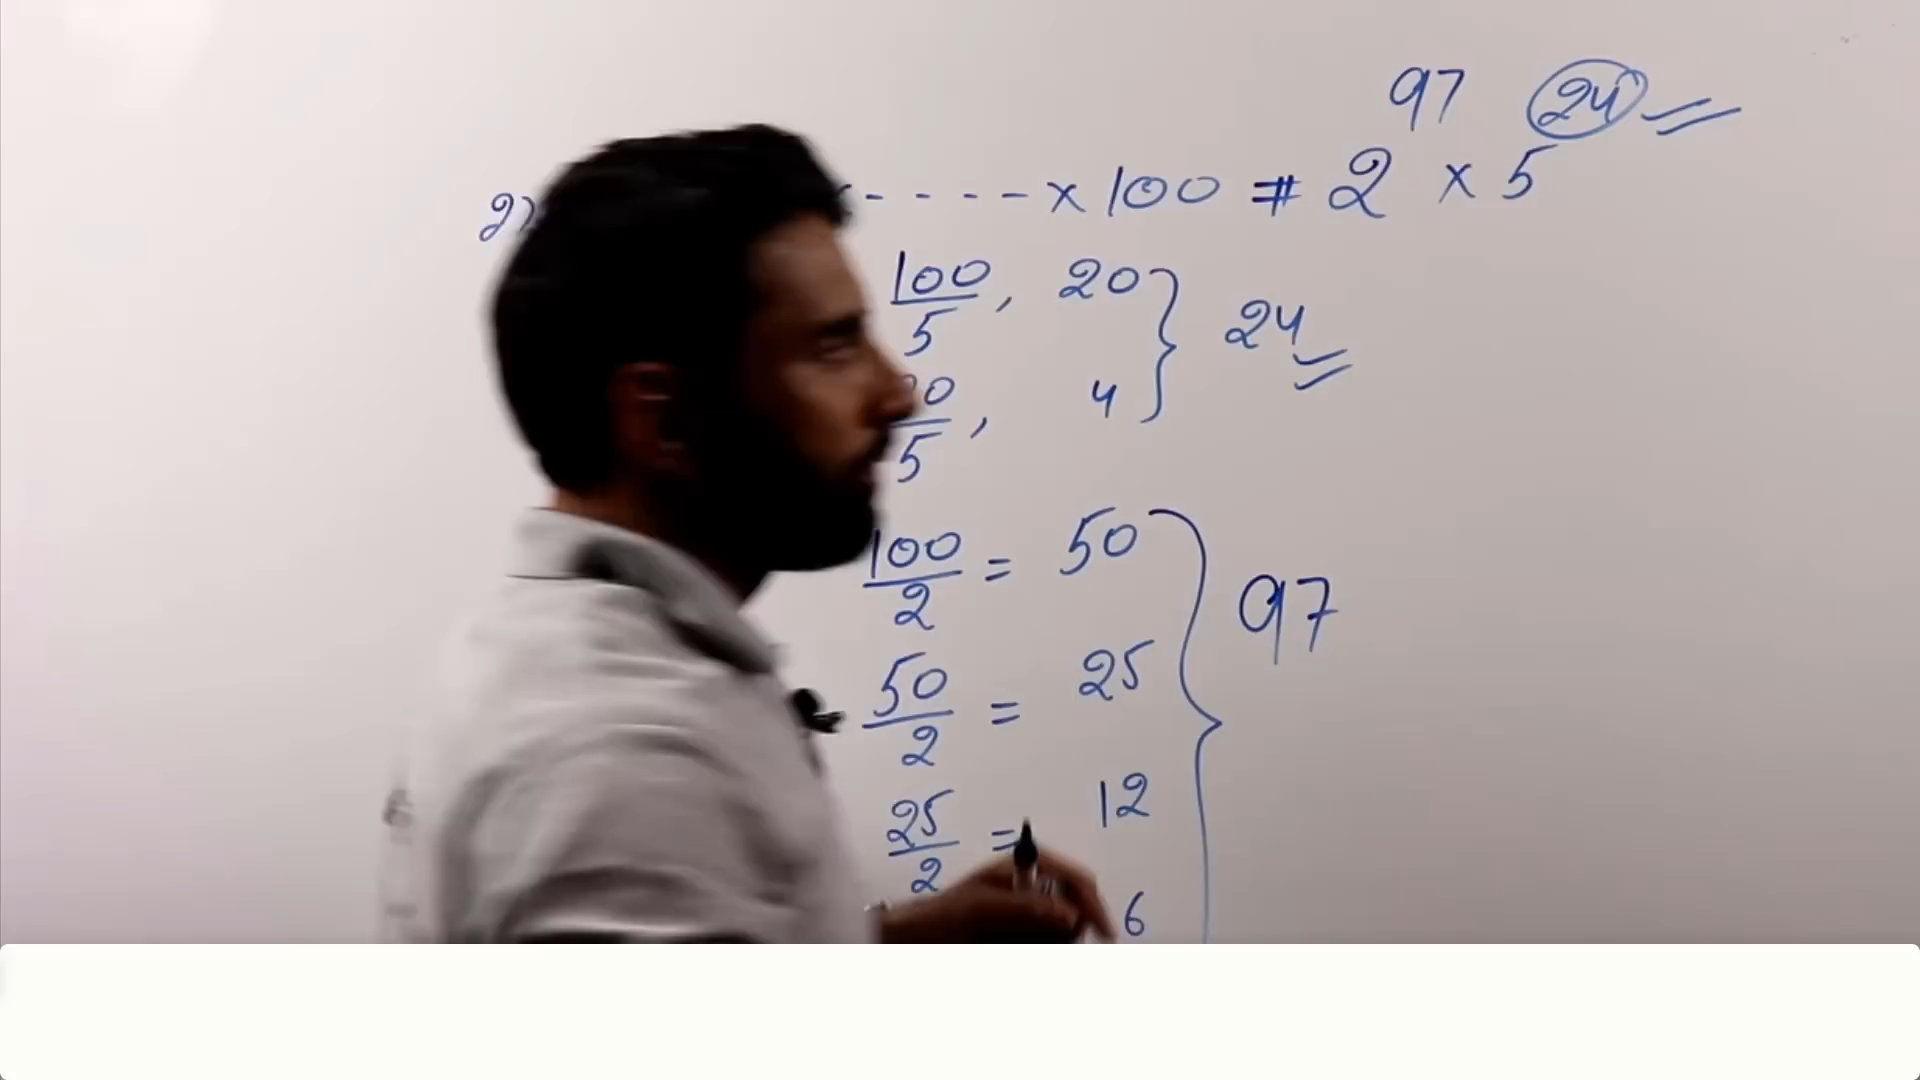 97 24
2) - - - - × 100 = 2 × 5
100/5 , 20
24
0/5 , 4
100/2 = 50
97
50/2 = 25
25/2 = 12
6